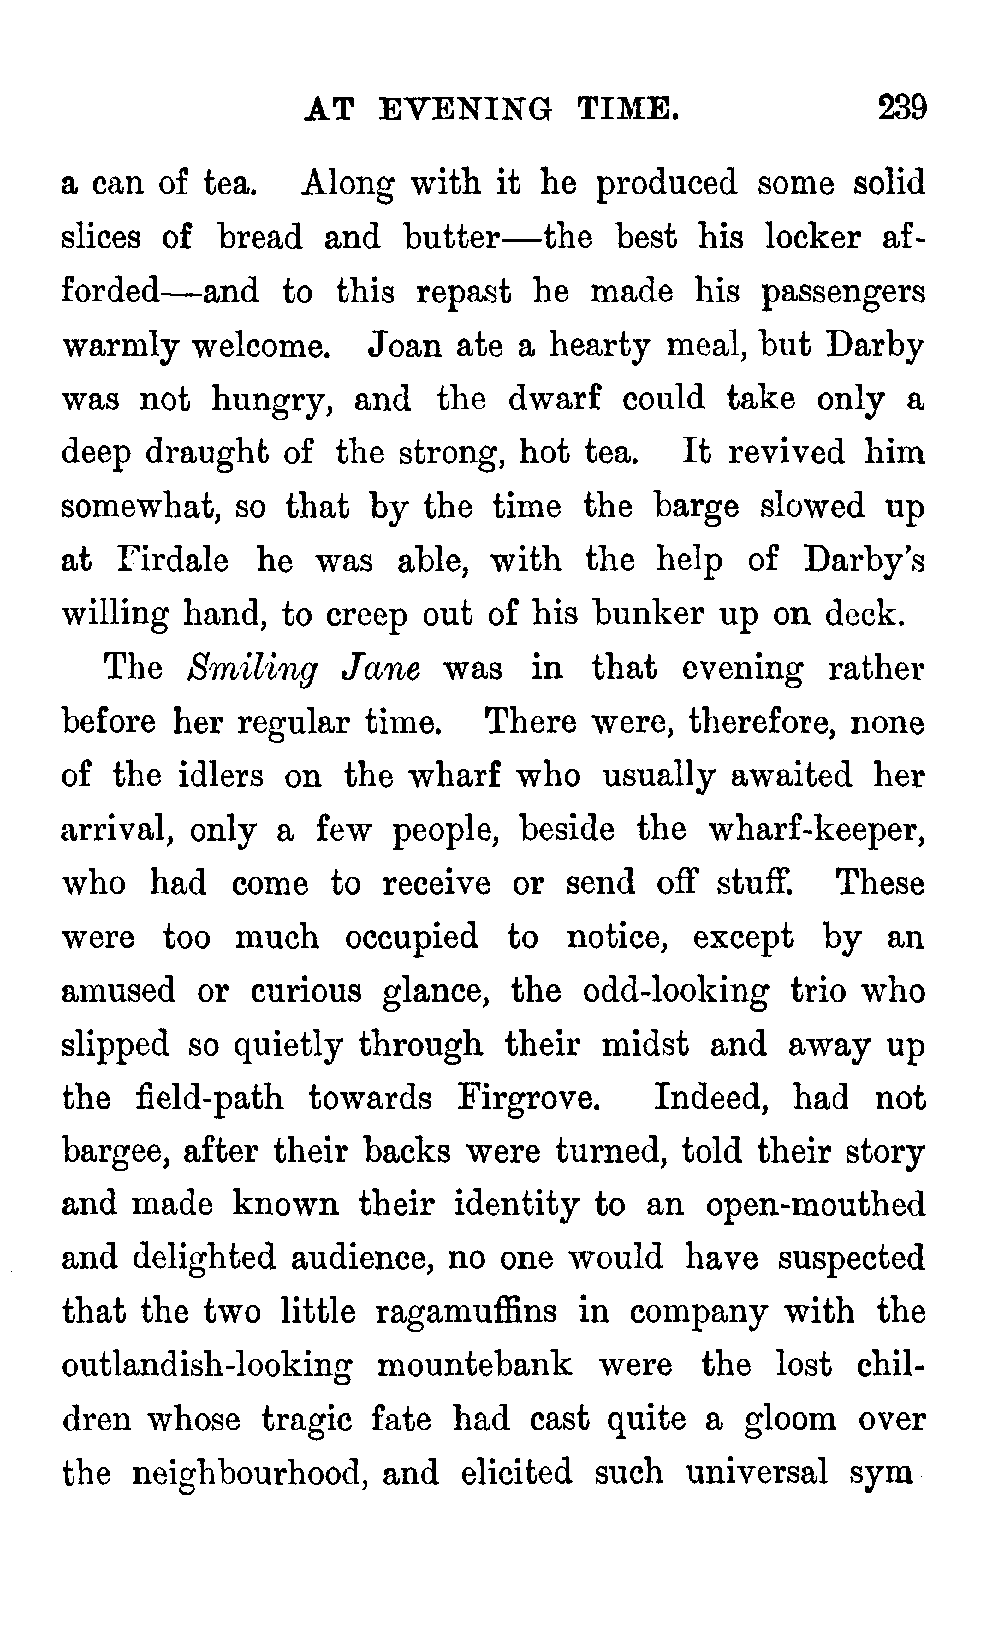 AT EVENING TIME. 239
a can of tea. Along with it he produced some solid
slices of bread and butter—the best his locker af-
forded—and to this repast he made his passengers
warmly welcome. Joan ate a hearty meal, but Darby
was not hungry, and the dwarf could take only a
deep draught of the strong, hot tea. It revived him
somewhat, so that by the time the barge slowed up
at Firdale he was able, with the help of Darby's
willing hand, to creep out of his bunker up on deck.
The Smiling Jane was in that evening rather
before her regular time. There were, therefore, none
of the idlers on the wharf who usually awaited her
arrival, only a few people, beside the wharf-keeper,
who had come to receive or send off stuff. These
were too much occupied to notice, except by an
amused or curious glance, the odd-looking trio who
slipped so quietly through their midst and away up
the field-path towards Firgrove. Indeed, had not
bargee, after their backs were turned, told their story
and made known their identity to an open-mouthed
and delighted audience, no one would have suspected
that the two little ragamuffins in company with the
outlandish-looking mountebank were the lost chil-
dren whose tragic fate had cast quite a gloom over
the neighbourhood, and elicited such universal sym